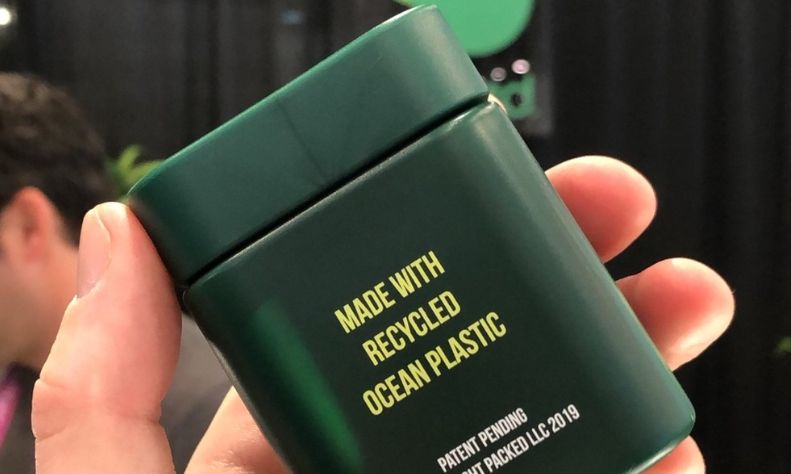 MADE WITH
RECYCLED
OCEAN PLASTIC
PATENT PENDING
PACKED LLC 2019